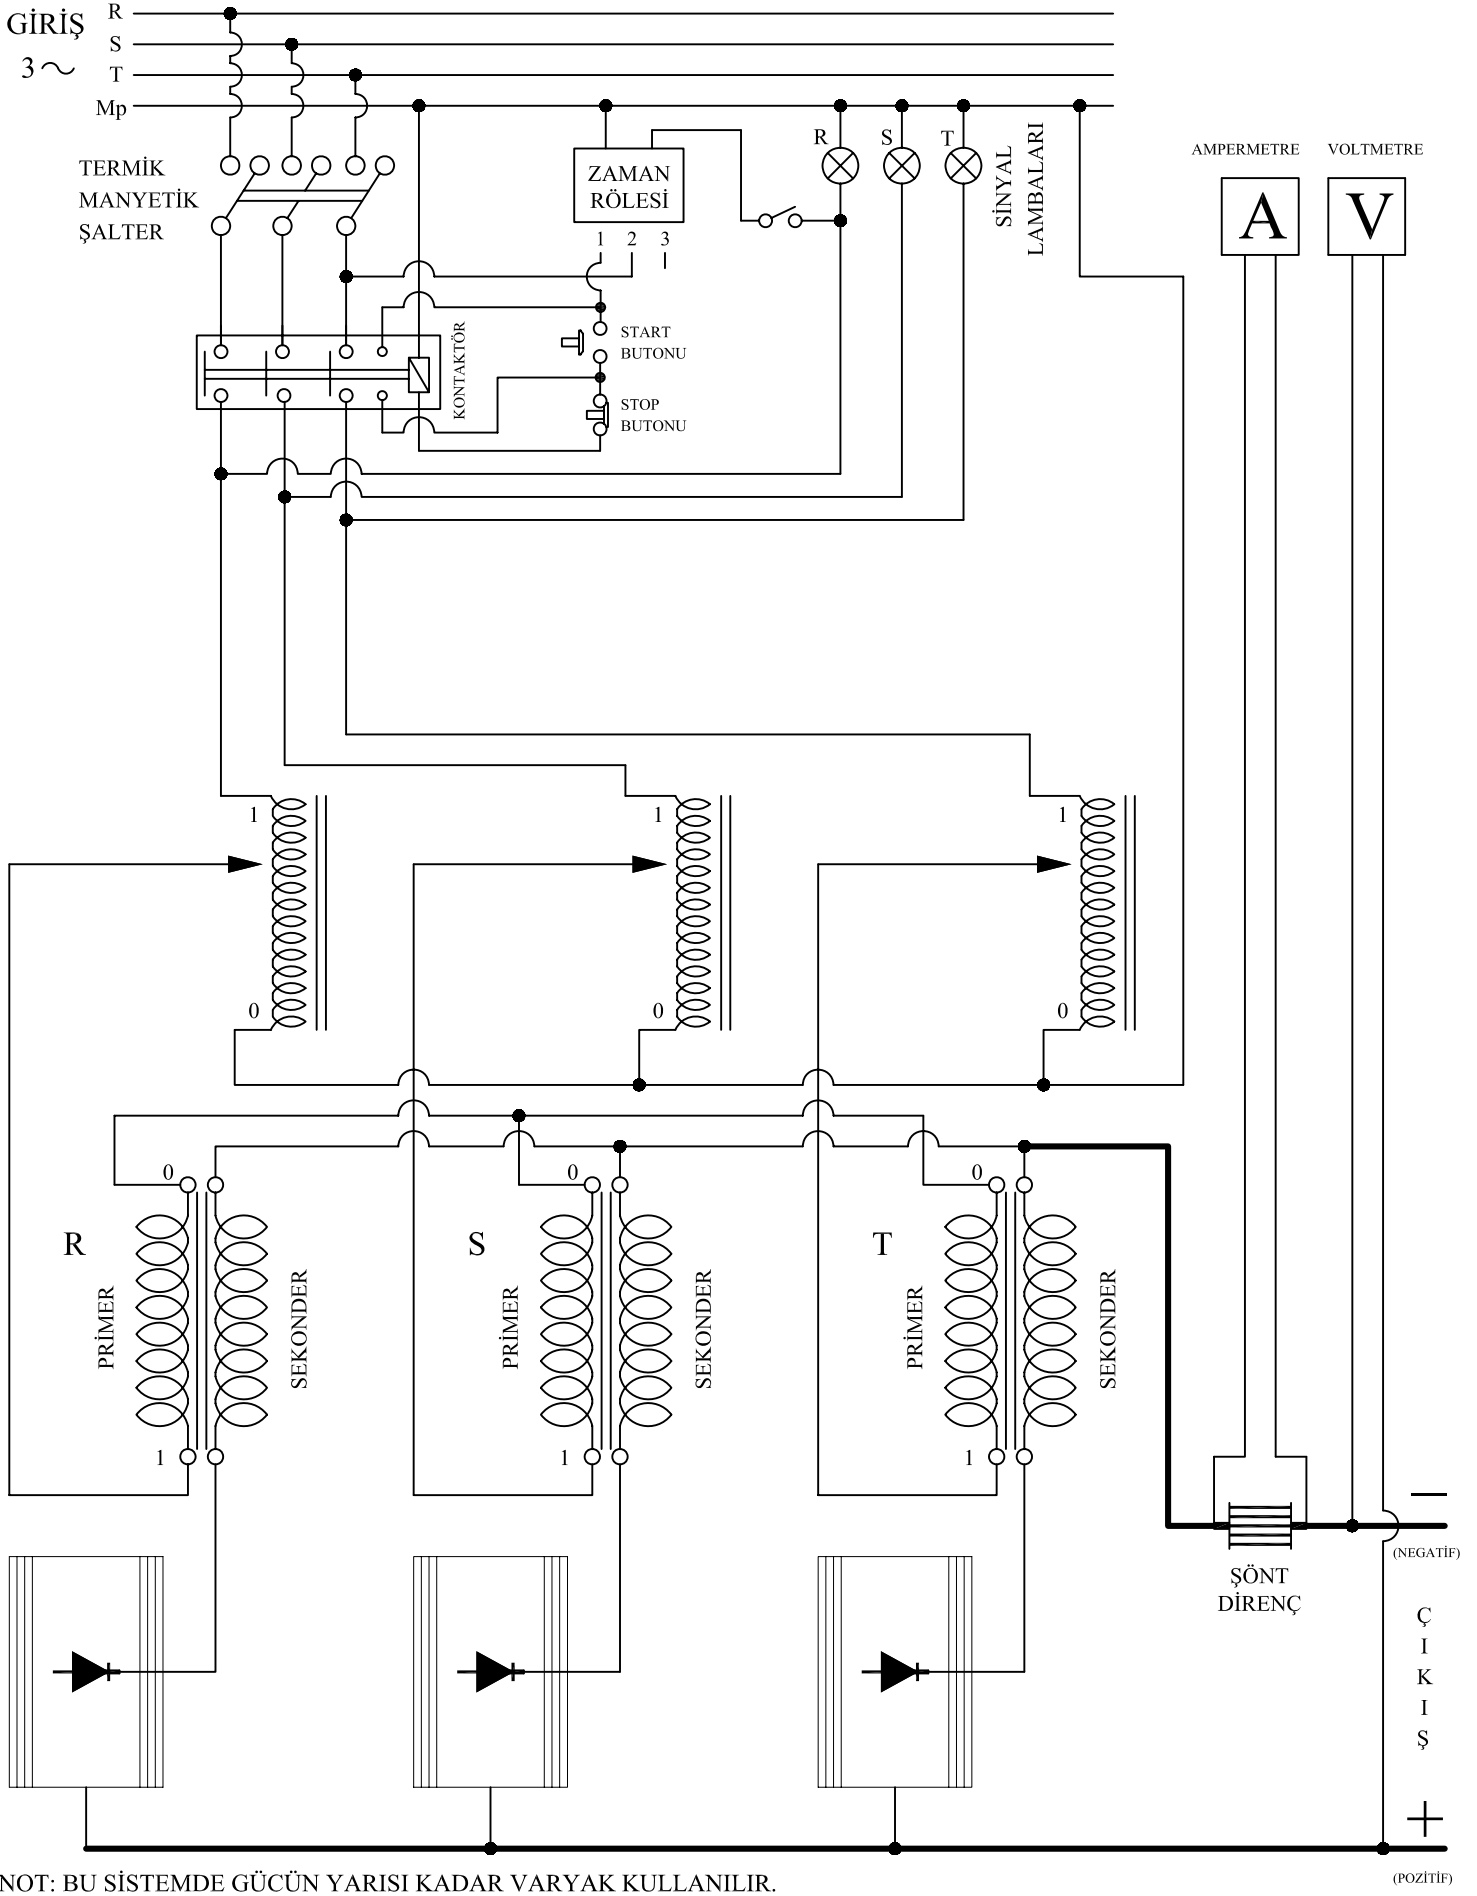 GİRİŞ
3
R
S
T
Mp
TERMİK
MANYETİK
ŞALTER
ZAMAN
RÖLESİ
1 2 3
R
S
T
SİNYAL
LAMBALARI
AMPERMETRE
VOLTMETRE
A
V
START
BUTONU
STOP
BUTONU
KONTAKTÖR
1
0
1
0
1
0
0
R
PRİMER
SEKONDER
1
0
S
PRİMER
SEKONDER
1
0
T
PRİMER
SEKONDER
1
ŞÖNT
DİRENÇ
(NEGATİF)
Ç
I
K
I
Ş
+
(POZİTİF)
NOT: BU SİSTEMDE GÜCÜN YARISI KADAR VARYAK KULLANILIR.